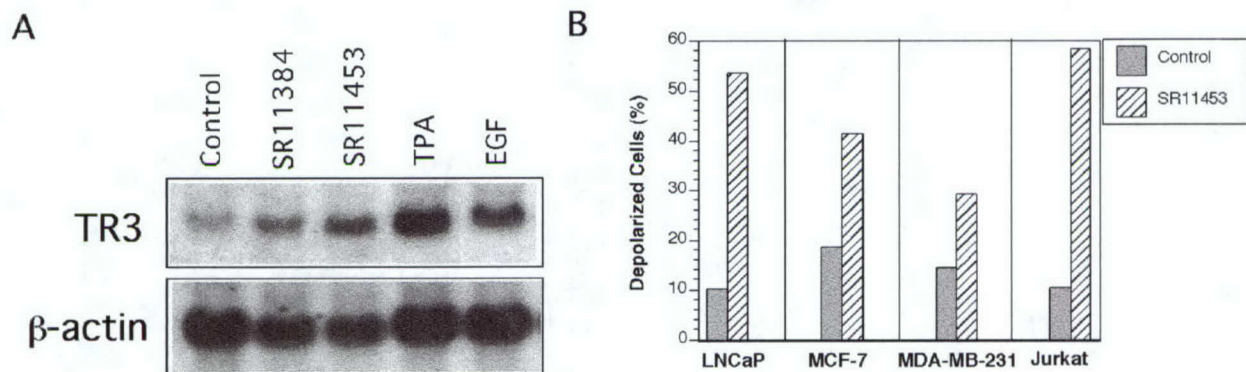 A
Control
SR11384
SR11453
TPA
EGF
TR3
β-actin
B
Depolarized Cells (%)
60
50
40
30
20
10
0
LNCaP
MCF-7
MDA-MB-231
Jurkat
Control
SR11453